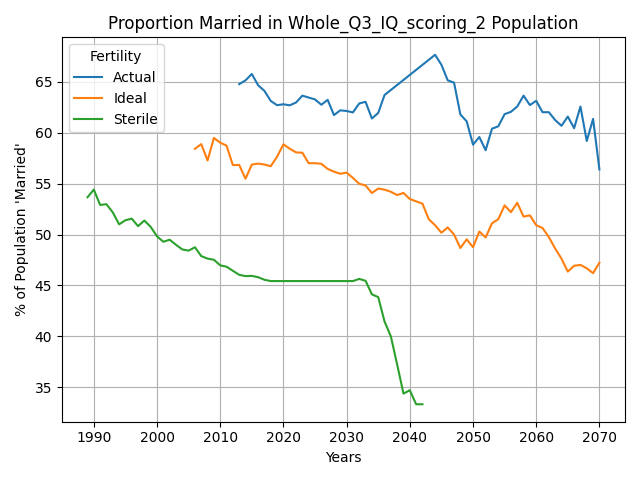 Proportion Married in Whole_Q3_IQ_scoring_2 Population
Fertility
Actual
Ideal
Sterile
% of Population 'Married'
65
60
55
50
45
40
35
1990 2000 2010 2020 2030 2040 2050 2060 2070
Years